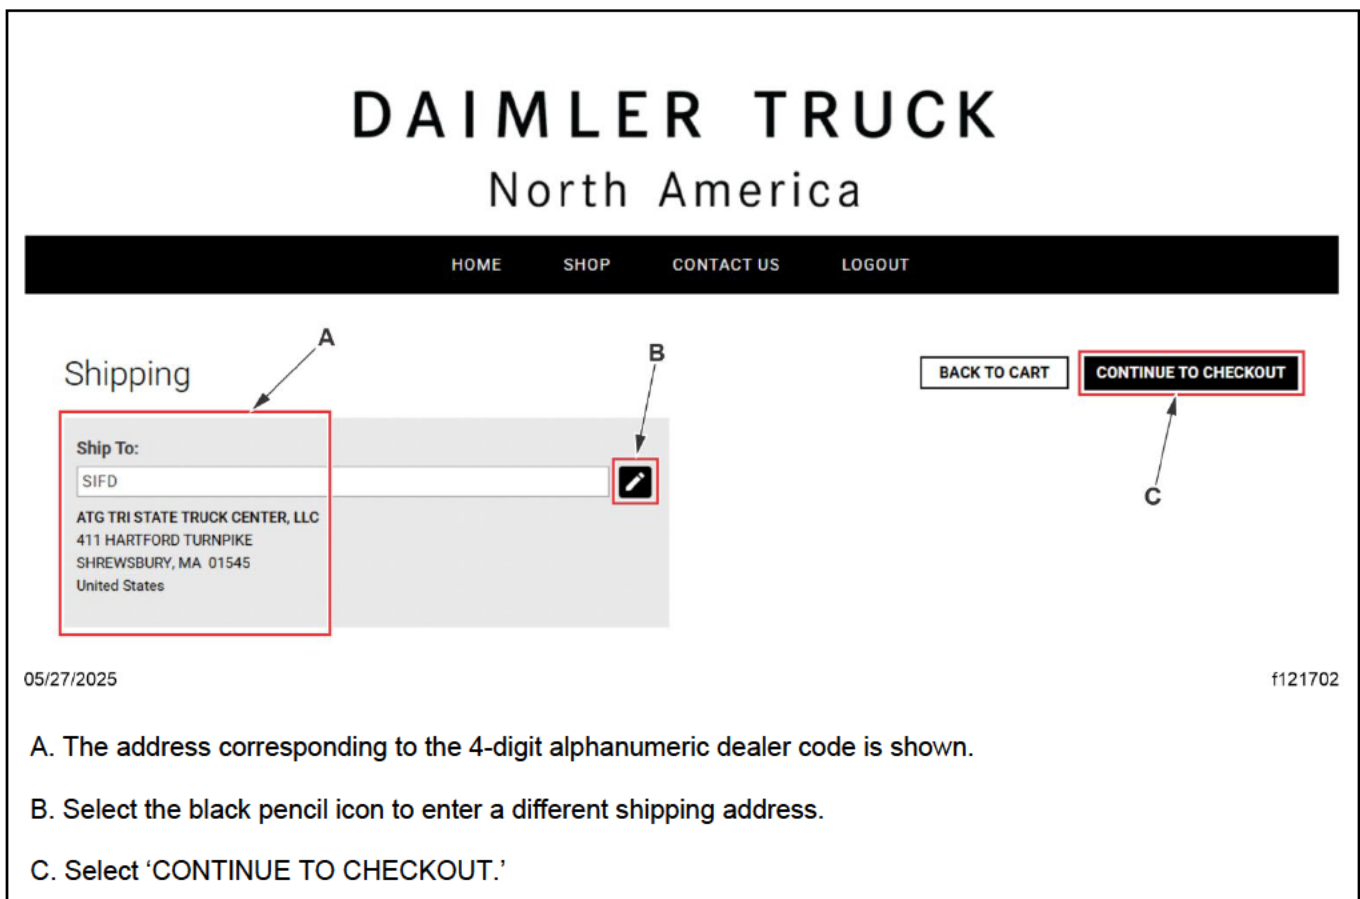 DAIMLER TRUCK
North America
HOME SHOP CONTACT US LOGOUT
A
B
Shipping
BACK TO CART CONTINUE TO CHECKOUT
Ship To:
SIFD
C
ATG TRI STATE TRUCK CENTER, LLC
411 HARTFORD TURNPIKE
SHREWSBURY, MA 01545
United States
05/27/2025 f121702
A. The address corresponding to the 4-digit alphanumeric dealer code is shown.
B. Select the black pencil icon to enter a different shipping address.
C. Select ‘CONTINUE TO CHECKOUT.’